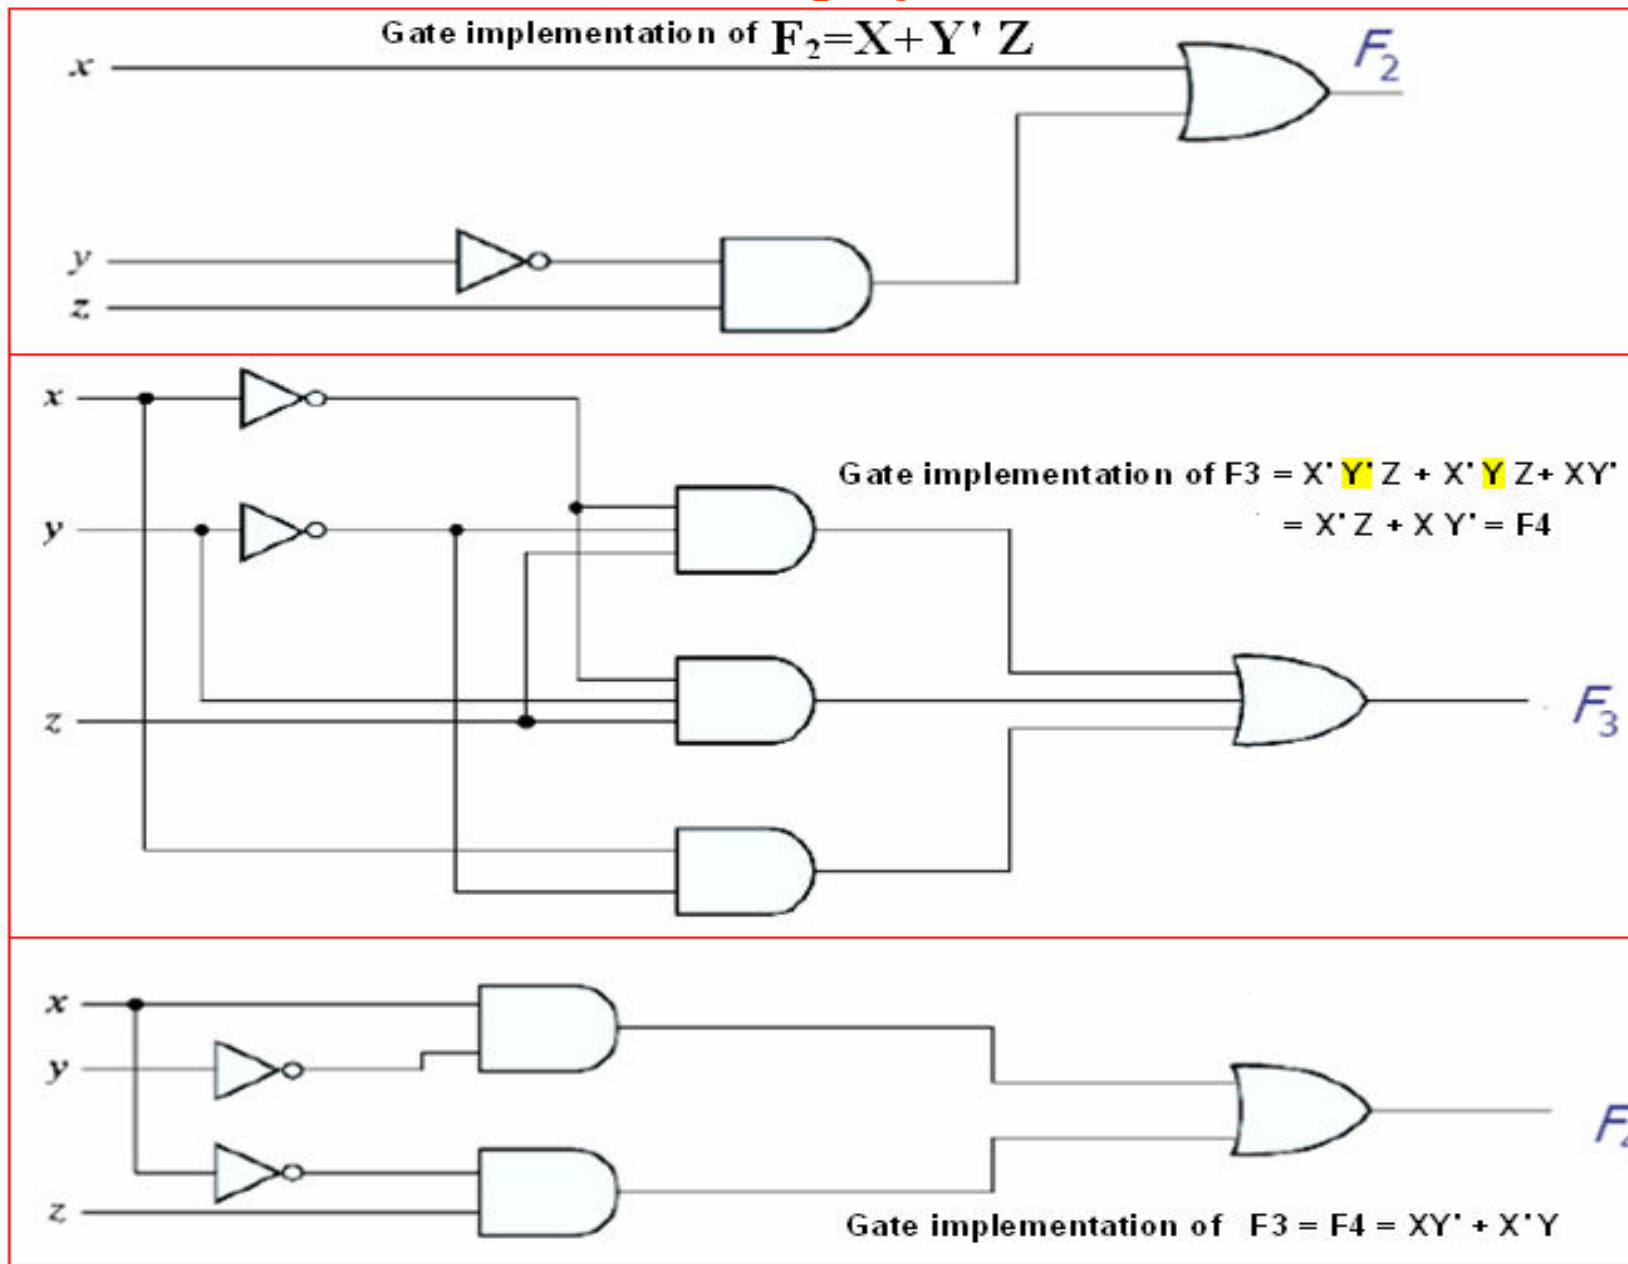 Gate implementation of F₂=X+Y' Z
x
F₂
y
z
x
Gate implementation of F3 = X' Y' Z + X' Y Z+ XY'
y
= X' Z + X Y' = F4
z
F₃
x
y
z
Gate implementation of F3 = F4 = XY' + X'Y